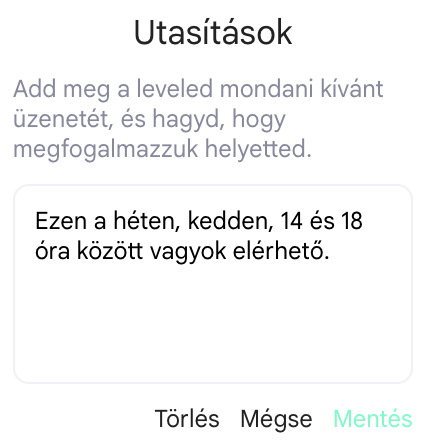 Utasítások
Add meg a leveled mondani kívánt
üzenetét, és hagyd, hogy
megfogalmazzuk helyetted.
Ezen a héten, kedden, 14 és 18
óra között vagyok elérhető.
Törlés Mégse Mentés